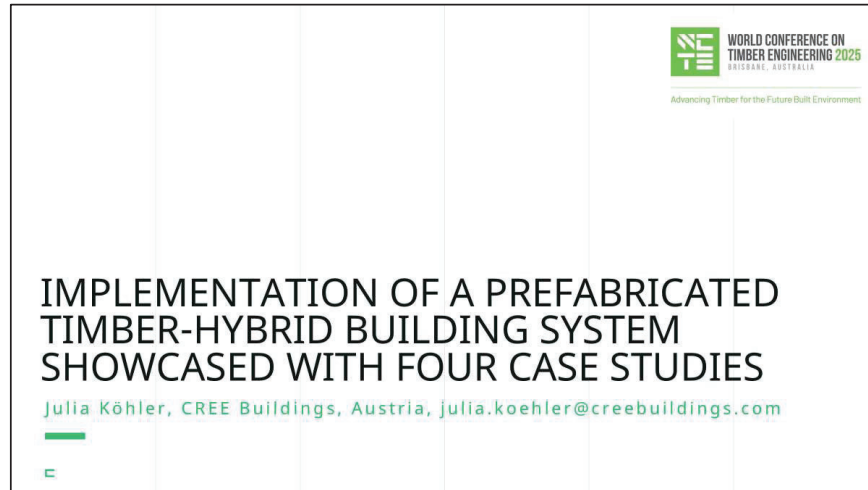 WORLD CONFERENCE ON
TIMBER ENGINEERING 2025
BRISBANE, AUSTRALIA
Advancing Timber for the Future Built Environment
IMPLEMENTATION OF A PREFABRICATED
TIMBER-HYBRID BUILDING SYSTEM
SHOWCASED WITH FOUR CASE STUDIES
Julia Köhler, CREE Buildings, Austria, julia.koehler@creebuildings.com